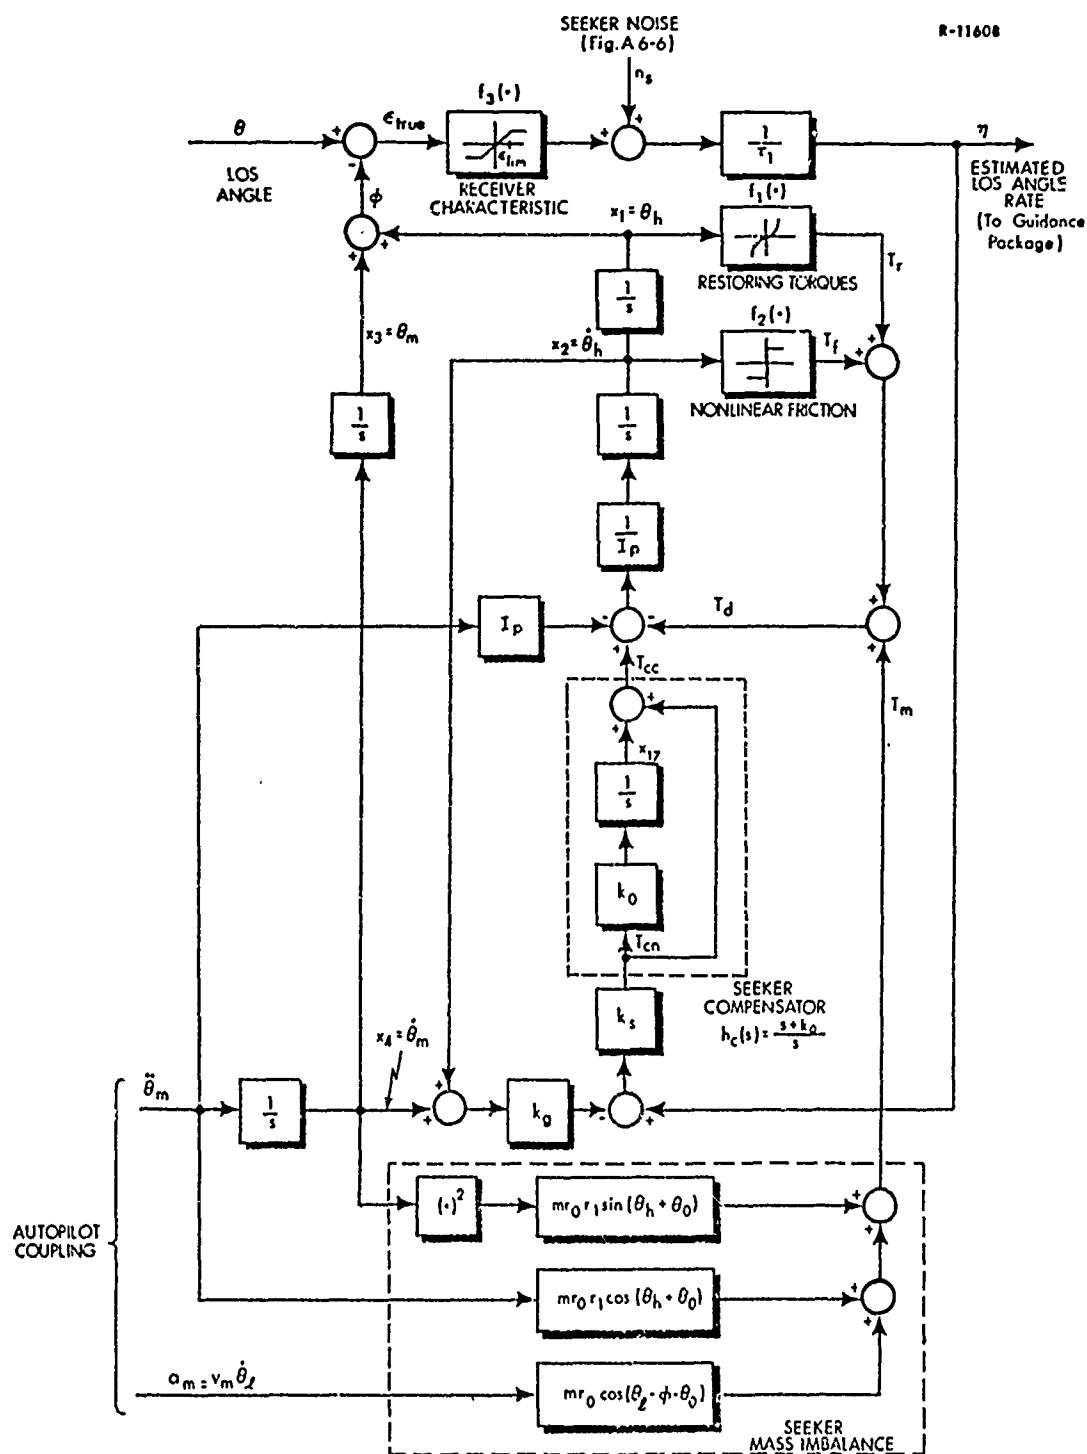 R-11608
SEEKER NOISE
(Fig. A 6-6)
n_s
f_3(•)
θ
ε_true
ε_lim
1/τ_1
η
LOS
ANGLE
RECEIVER
CHARACTERISTIC
ESTIMATED
LOS ANGLE
RATE
(To Guidance
Package)
ϕ
x_1 = θ_h
f_1(•)
T_r
RESTORING TORQUES
1/s
x_3 = θ_m
x_2 = θ̇_h
f_2(•)
T_f
NONLINEAR FRICTION
1/s
1/s
1/I_p
I_p
T_d
T_cc
T_m
x_17
1/s
k_0
T_cn
SEEKER
COMPENSATOR
h_c(s) = (s+k_0)/s
k_s
x_4 = θ̇_m
θ̈_m
1/s
k_g
AUTOPILOT
COUPLING
(•)^2
mr_0 r_1 sin (θ_h + θ_0)
mr_0 r_1 cos (θ_h + θ_0)
a_m = v_m θ̇_ℓ
mr_0 cos (θ_ℓ - ϕ - θ_0)
SEEKER
MASS IMBALANCE